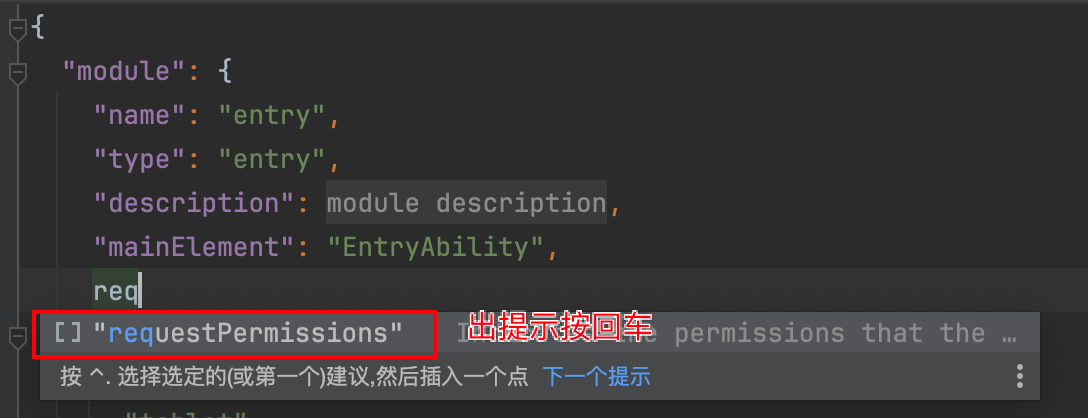 {
"module": {
"name": "entry",
"type": "entry",
"description": module description,
"mainElement": "EntryAbility",
req
[] "requestPermissions" 出提示按回车 permissions that the …
按 ^. 选择选定的(或第一个)建议,然后插入一个点 下一个提示
"tablet"